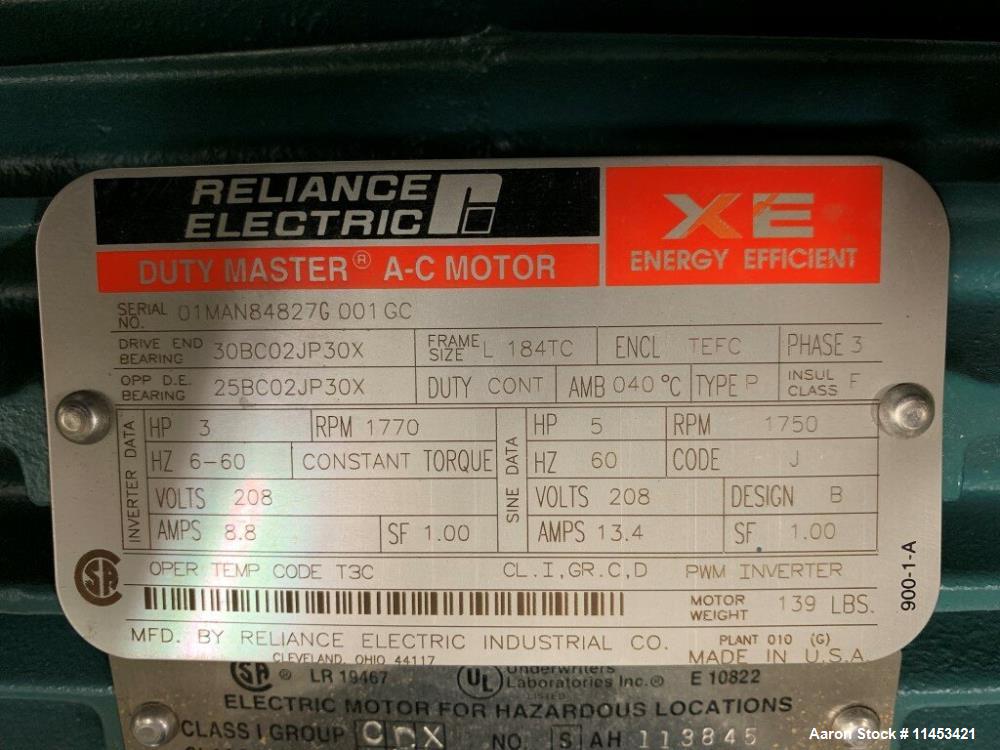 RELIANCE
ELECTRIC
XE
ENERGY EFFICIENT
DUTY MASTER® A-C MOTOR
SERIAL NO. 01MAN84827G 001 GC
DRIVE END BEARING 30BC02JP30X FRAME SIZE L 184TC ENCL TEFC PHASE 3
OPP D.E. BEARING 25BC02JP30X DUTY CONT AMB 040 °C TYPE P INSUL CLASS F
INVERTER DATA
HP 3 RPM 1770
HZ 6-60 CONSTANT TORQUE
VOLTS 208
AMPS 8.8 SF 1.00
SINE DATA
HP 5 RPM 1750
HZ 60 CODE J
VOLTS 208 DESIGN B
AMPS 13.4 SF 1.00
OPER TEMP CODE T3C CL.I,GR.C,D PWM INVERTER
MOTOR WEIGHT 139 LBS.
900-1-A
MFD. BY RELIANCE ELECTRIC INDUSTRIAL CO. PLANT 010 (G)
CLEVELAND, OHIO 44117 MADE IN U.S.A
SA ® LR 19467 UL Underwriters Laboratories Inc.® E 10822
LISTED
ELECTRIC MOTOR FOR HAZARDOUS LOCATIONS
CLASS I GROUP C D X NO. S AH 113845
Aaron Stock # 11453421